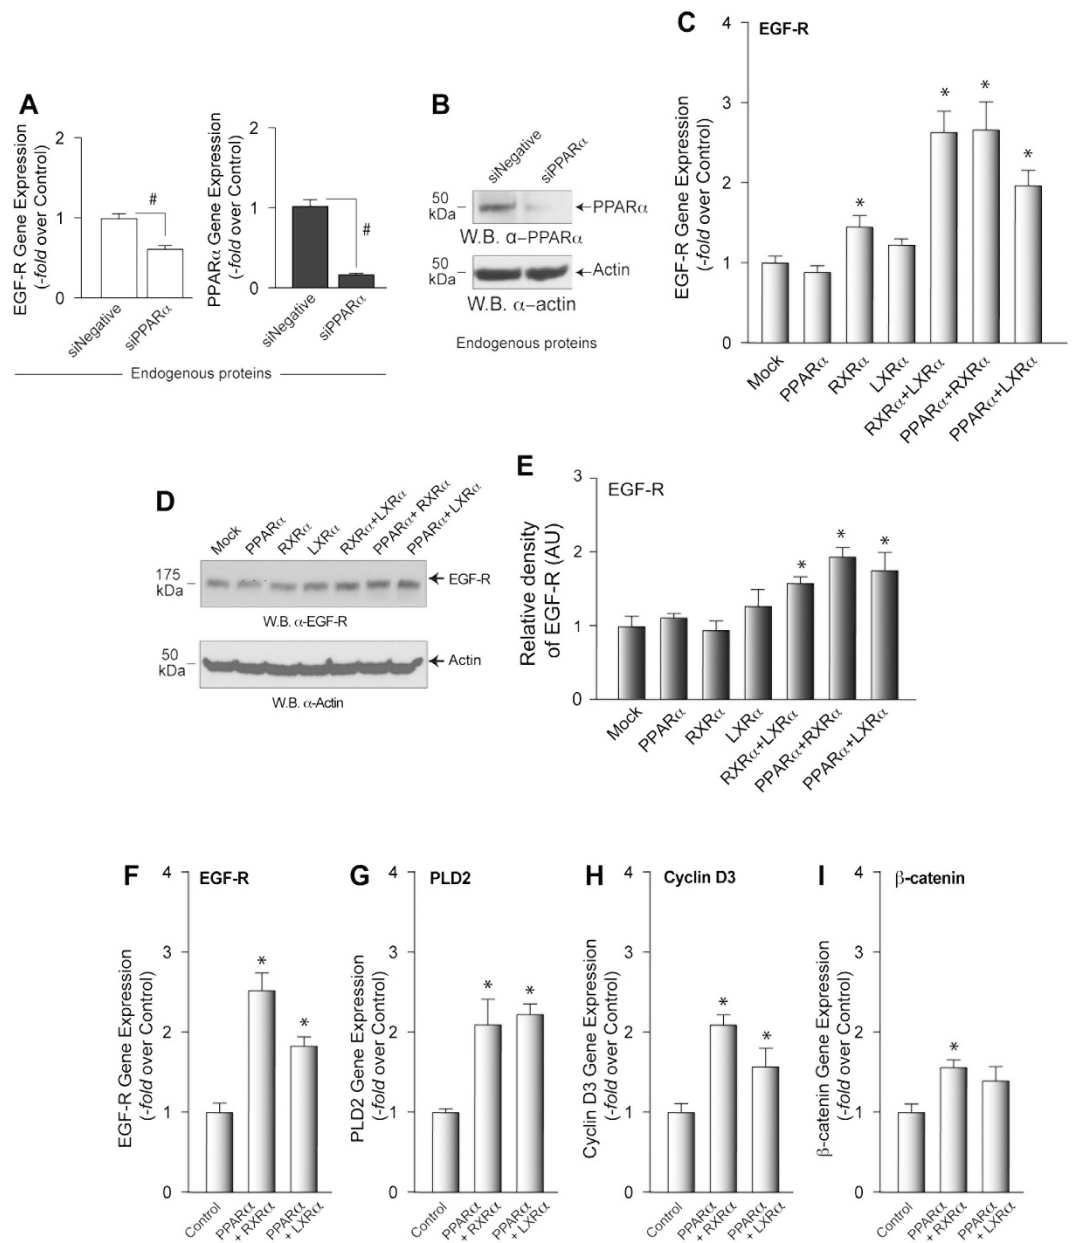 A
EGF-R Gene Expression
(-fold over Control)
2
1
0
#
siNegative
siPPARα
PPARα Gene Expression
(-fold over Control)
2
1
0
#
siNegative
siPPARα
Endogenous proteins
B
siNegative
siPPARα
50
kDa
PPARα
W.B. α-PPARα
50
kDa
Actin
W.B. α-actin
Endogenous proteins
C
EGF-R
EGF-R Gene Expression
(-fold over Control)
4
3
2
1
0
*
*
*
*
Mock
PPARα
RXRα
LXRα
RXRα+LXRα
PPARα+RXRα
PPARα+LXRα
D
Mock
PPARα
RXRα
LXRα
RXRα+LXRα
PPARα+ RXRα
PPARα+ LXRα
175
kDa
EGF-R
W.B. α-EGF-R
50
kDa
Actin
W.B. α-Actin
E
EGF-R
Relative density
of EGF-R (AU)
3
2
1
0
*
*
*
Mock
PPARα
RXRα
LXRα
RXRα+LXRα
PPARα+RXRα
PPARα+LXRα
F
EGF-R
EGF-R Gene Expression
(-fold over Control)
4
3
2
1
0
*
*
Control
PPARα
+ RXRα
PPARα
+ LXRα
G
PLD2
PLD2 Gene Expression
(-fold over Control)
4
3
2
1
0
*
*
Control
PPARα
+ RXRα
PPARα
+ LXRα
H
Cyclin D3
Cyclin D3 Gene Expression
(-fold over Control)
4
3
2
1
0
*
*
Control
PPARα
+ RXRα
PPARα
+ LXRα
I
β-catenin
β-catenin Gene Expression
(-fold over Control)
4
3
2
1
0
*
Control
PPARα
+ RXRα
PPARα
+ LXRα